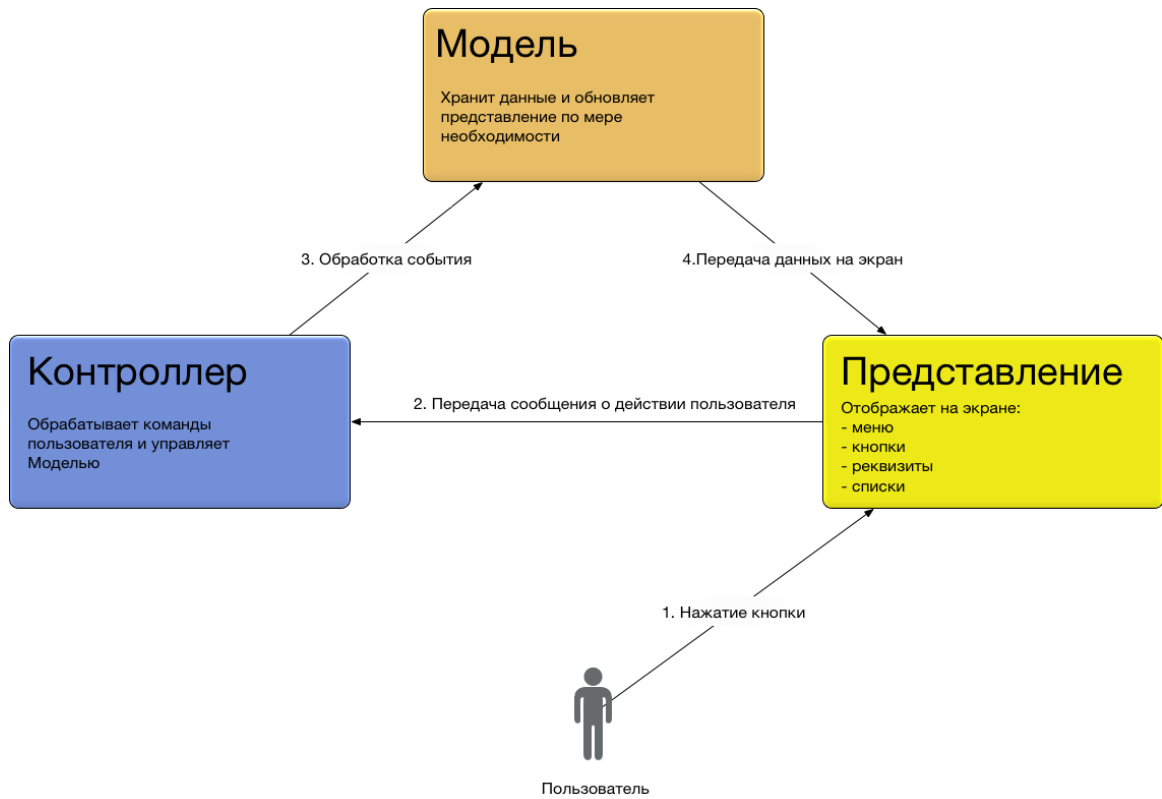 Модель
Хранит данные и обновляет
представление по мере
необходимости
3. Обработка события
4.Передача данных на экран
Контроллер
Обрабатывает команды
пользователя и управляет
Моделью
2. Передача сообщения о действии пользователя
Представление
Отображает на экране:
- меню
- кнопки
- реквизиты
- списки
1. Нажатие кнопки
Пользователь